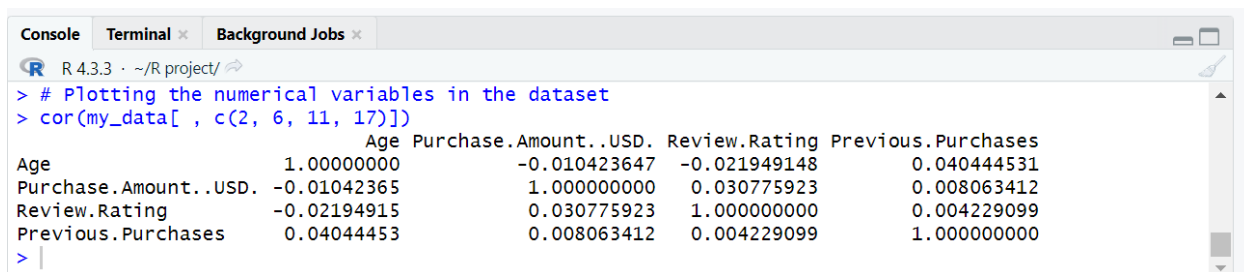 Console Terminal × Background Jobs ×
R R 4.3.3 · ~/R project/
> # Plotting the numerical variables in the dataset
> cor(my_data[ , c(2, 6, 11, 17)])
Age Purchase.Amount..USD. Review.Rating Previous.Purchases
Age 1.00000000 -0.010423647 -0.021949148 0.040444531
Purchase.Amount..USD. -0.01042365 1.000000000 0.030775923 0.008063412
Review.Rating -0.02194915 0.030775923 1.000000000 0.004229099
Previous.Purchases 0.04044453 0.008063412 0.004229099 1.000000000
>